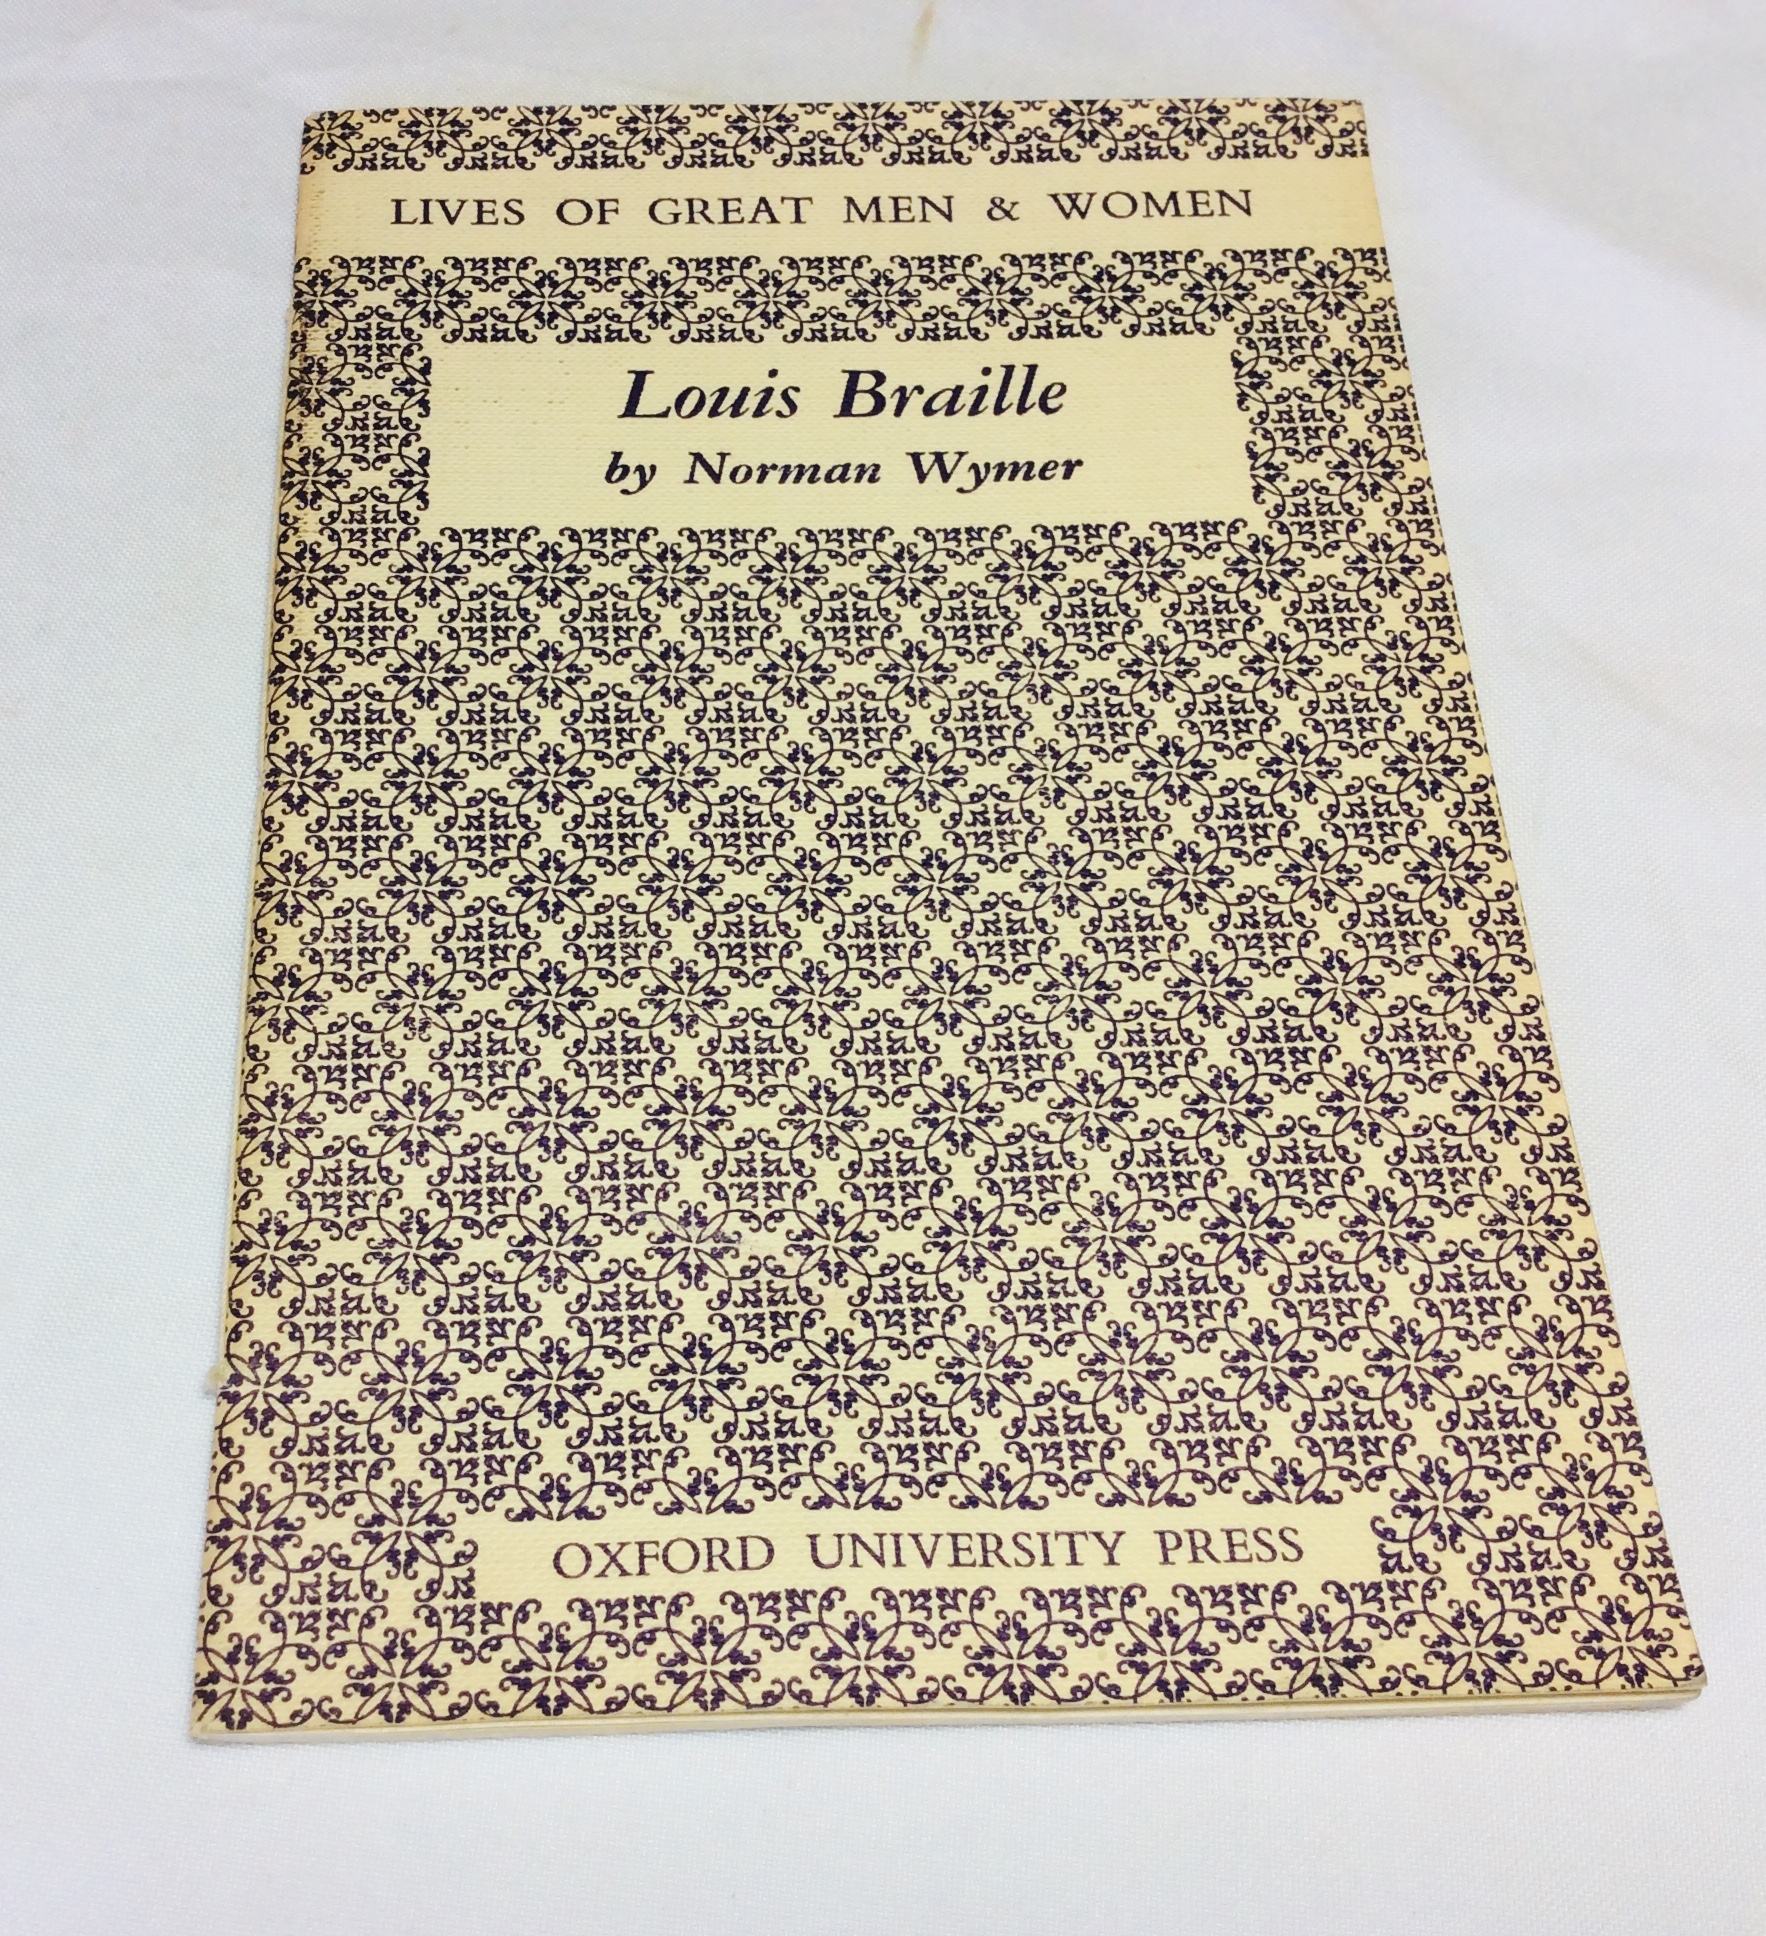 LIVES OF GREAT MEN & WOMEN
Louis Braille
by Norman Wymer
OXFORD UNIVERSITY PRESS